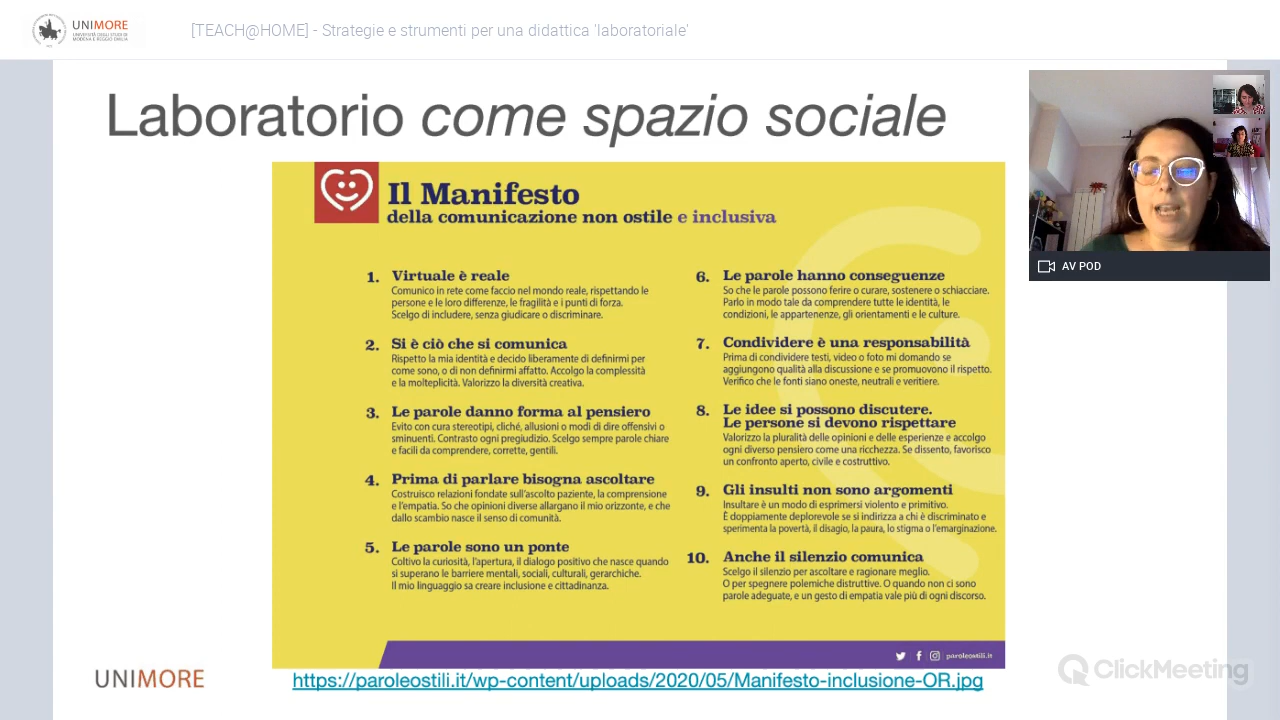 UNIMORE
UNIVERSITÀ DEGLI STUDI DI
MODENA E REGGIO EMILIA
[TEACH@HOME] - Strategie e strumenti per una didattica 'laboratoriale'
Laboratorio come spazio sociale
AV POD
Il Manifesto
della comunicazione non ostile e inclusiva
1. Virtuale è reale
Comunico in rete come faccio nel mondo reale, rispettando le
persone e le loro differenze, le fragilità e i punti di forza.
Scelgo di includere, senza giudicare o discriminare.
2. Si è ciò che si comunica
Rispetto la mia identità e decido liberamente di definirmi per
come sono, o di non definirmi affatto. Accolgo la complessità
e la molteplicità. Valorizzo la diversità creativa.
3. Le parole danno forma al pensiero
Evito con cura stereotipi, cliché, allusioni o modi di dire offensivi o
sminuenti. Contrasto ogni pregiudizio. Scelgo sempre parole chiare
e facili da comprendere, corrette, gentili.
4. Prima di parlare bisogna ascoltare
Costruisco relazioni fondate sull'ascolto paziente, la comprensione
e l'empatia. So che opinioni diverse allargano il mio orizzonte, e che
dallo scambio nasce il senso di comunità.
5. Le parole sono un ponte
Coltivo la curiosità, l'apertura, il dialogo positivo che nasce quando
si superano le barriere mentali, sociali, culturali, gerarchiche.
Il mio linguaggio sa creare inclusione e cittadinanza.
6. Le parole hanno conseguenze
So che le parole possono ferire o curare, sostenere o schiacciare.
Parlo in modo tale da comprendere tutte le identità, le
condizioni, le appartenenze, gli orientamenti e le culture.
7. Condividere è una responsabilità
Prima di condividere testi, video o foto mi domando se
aggiungono qualità alla discussione e se promuovono il rispetto.
Verifico che le fonti siano oneste, neutrali e veritiere.
8. Le idee si possono discutere.
Le persone si devono rispettare
Valorizzo la pluralità delle opinioni e delle esperienze e accolgo
ogni diverso pensiero come una ricchezza. Se dissento, favorisco
un confronto aperto, civile e costruttivo.
9. Gli insulti non sono argomenti
Insultare è un modo di esprimersi violento e primitivo.
È doppiamente deplorevole se si indirizza a chi è discriminato e
sperimenta la povertà, il disagio, la paura, lo stigma o l'emarginazione.
10. Anche il silenzio comunica
Scelgo il silenzio per ascoltare e ragionare meglio.
O per spegnere polemiche distruttive. O quando non ci sono
parole adeguate, e un gesto di empatia vale più di ogni discorso.
paroleostili.it
UNIMORE
https://paroleostili.it/wp-content/uploads/2020/05/Manifesto-inclusione-OR.jpg
ClickMeeting